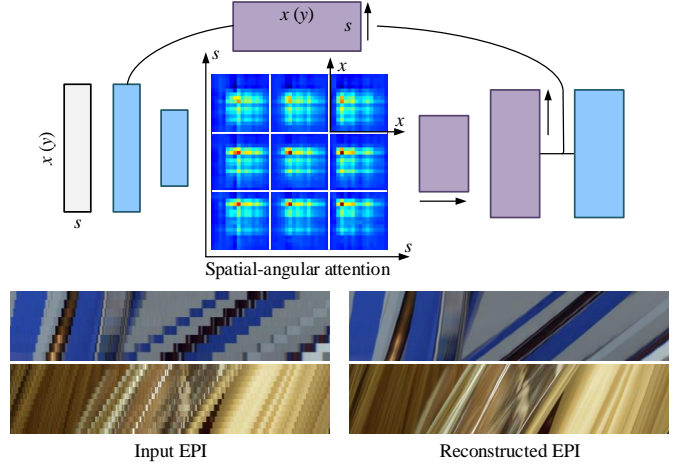 x (y)
s
s
x
x
x (y)
s
s
Spatial-angular attention
Input EPI
Reconstructed EPI